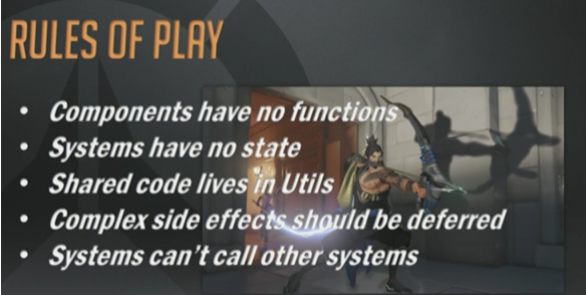 RULES OF PLAY
• Components have no functions
• Systems have no state
• Shared code lives in Utils
• Complex side effects should be deferred
• Systems can't call other systems